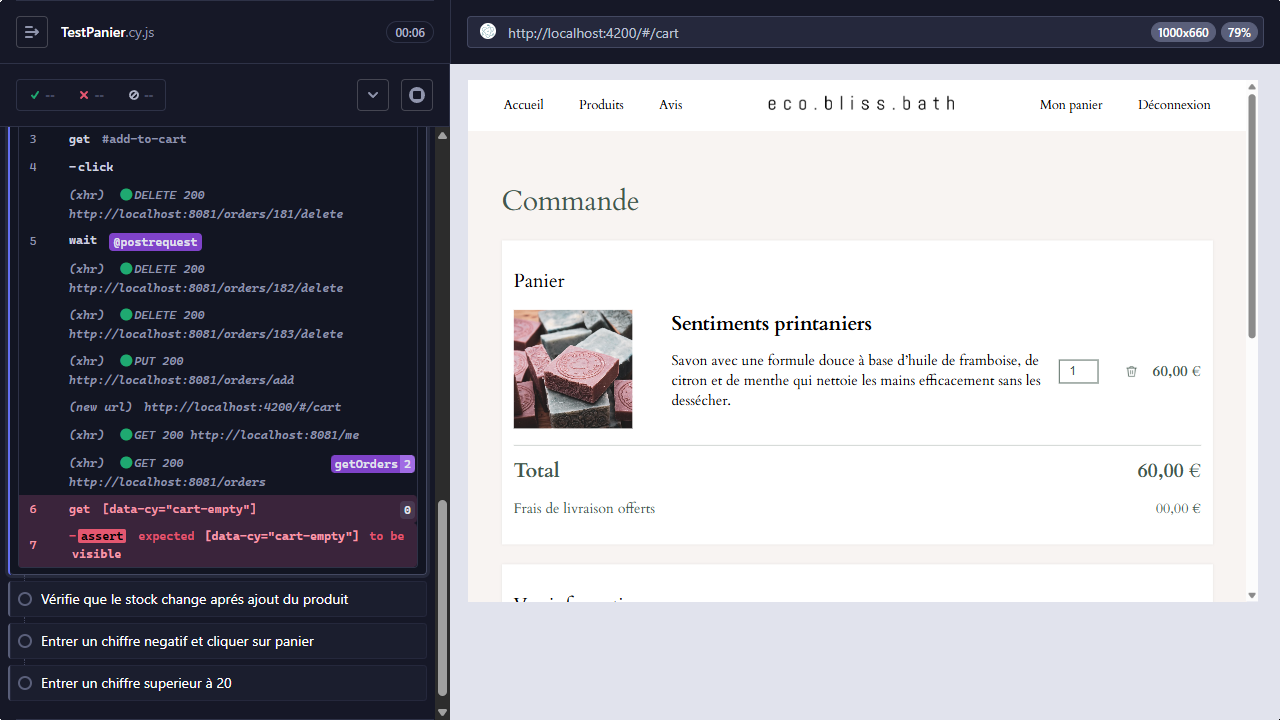 TestPanier.cy.js
00:06
-- -- --
3 get #add-to-cart
4 -click
(xhr) DELETE 200
http://localhost:8081/orders/181/delete
5 wait @postrequest
(xhr) DELETE 200
http://localhost:8081/orders/182/delete
(xhr) DELETE 200
http://localhost:8081/orders/183/delete
(xhr) PUT 200
http://localhost:8081/orders/add
(new url) http://localhost:4200/#/cart
(xhr) GET 200 http://localhost:8081/me
(xhr) GET 200 getOrders 2
http://localhost:8081/orders
6 get [data-cy="cart-empty"] 0
7 -assert expected [data-cy="cart-empty"] to be
visible
Vérifie que le stock change aprés ajout du produit
Entrer un chiffre negatif et cliquer sur panier
Entrer un chiffre superieur à 20
http://localhost:4200/#/cart 1000x660 79%
Accueil Produits Avis eco.bliss.bath Mon panier Déconnexion
Commande
Panier
Sentiments printaniers
Savon avec une formule douce à base d’huile de framboise, de
citron et de menthe qui nettoie les mains efficacement sans les
dessécher.
1 60,00 €
Total 60,00 €
Frais de livraison offerts 00,00 €